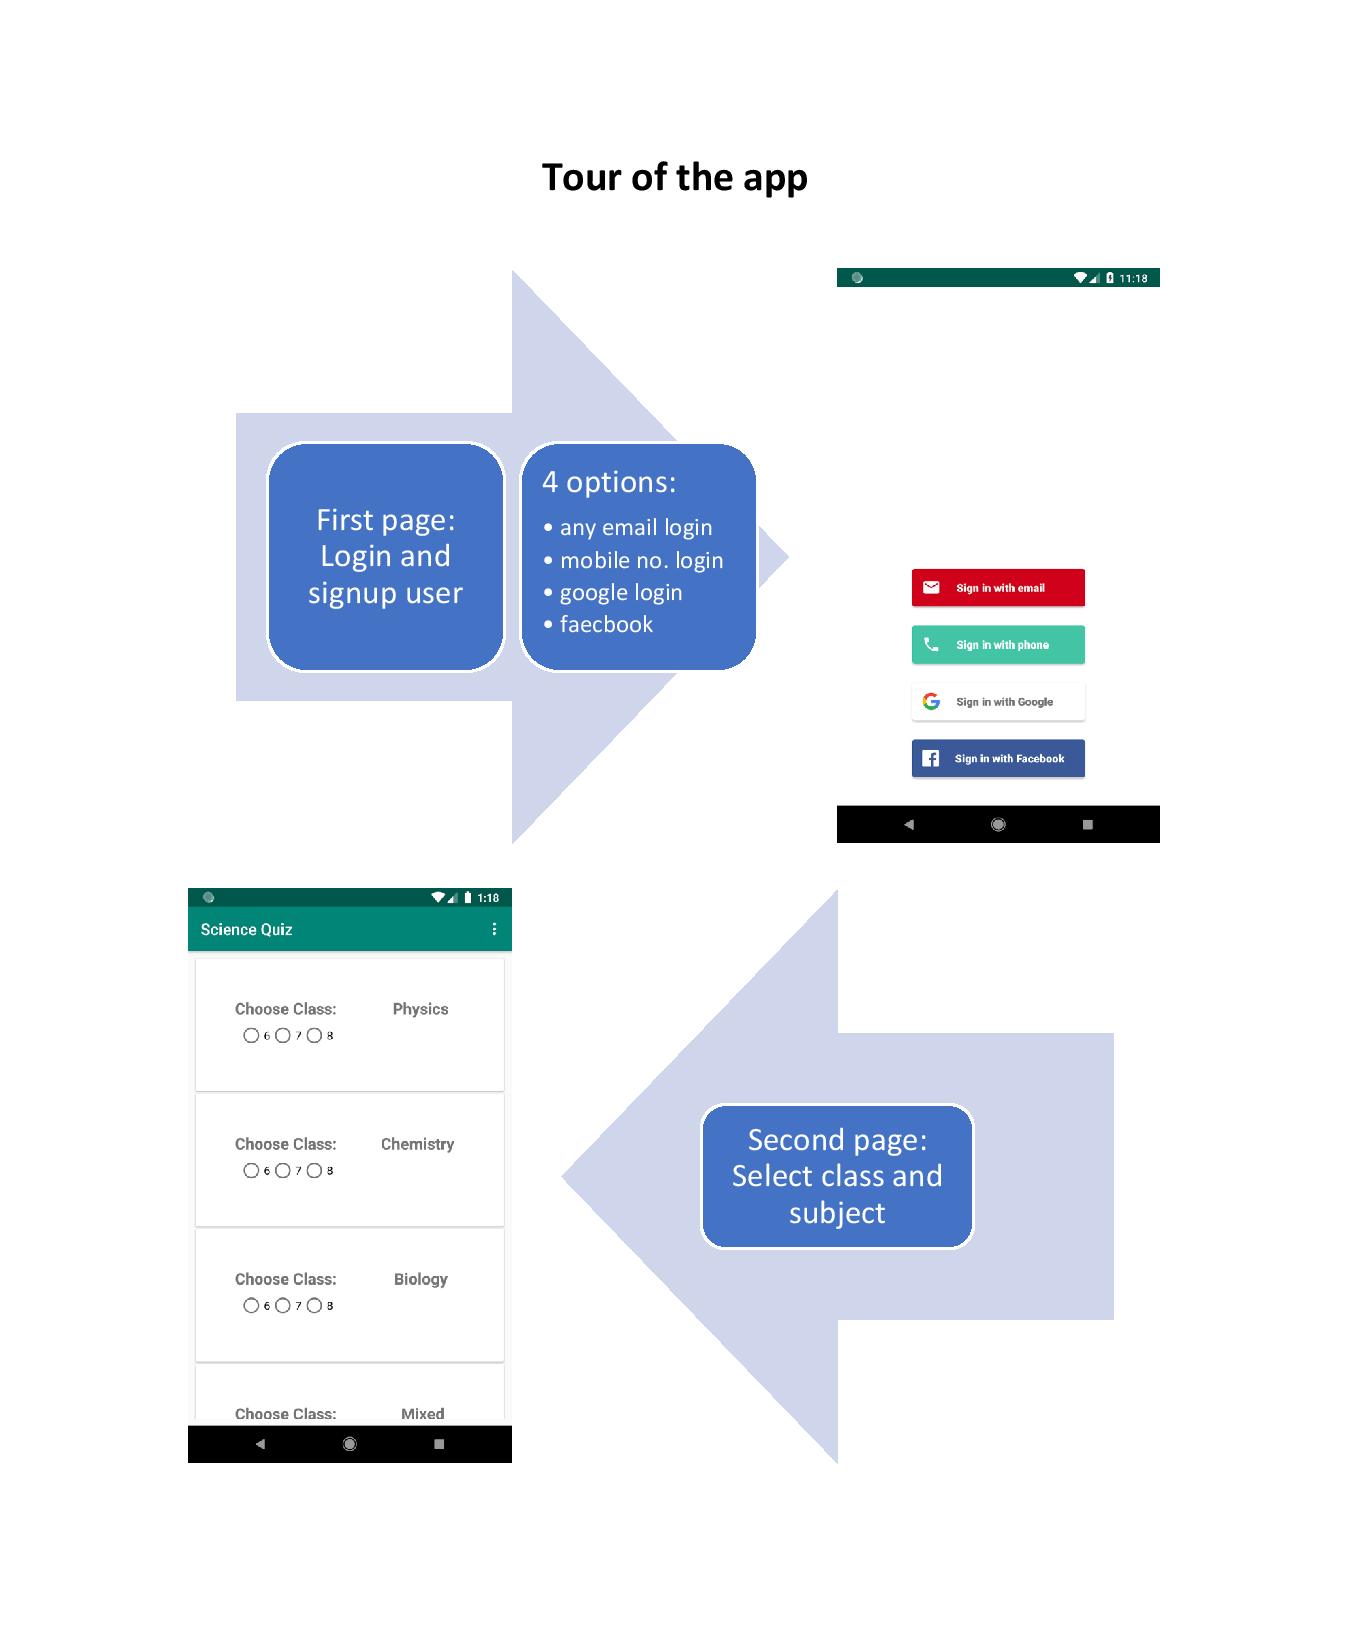 Tour of the app
First page:
Login and
signup user
4 options:
• any email login
• mobile no. login
• google login
• faecbook
11:18
Sign in with email
Sign in with phone
Sign in with Google
Sign in with Facebook
1:18
Science Quiz
Choose Class: Physics
6 7 8
Choose Class: Chemistry
6 7 8
Choose Class: Biology
6 7 8
Choose Class: Mixed
Second page:
Select class and
subject